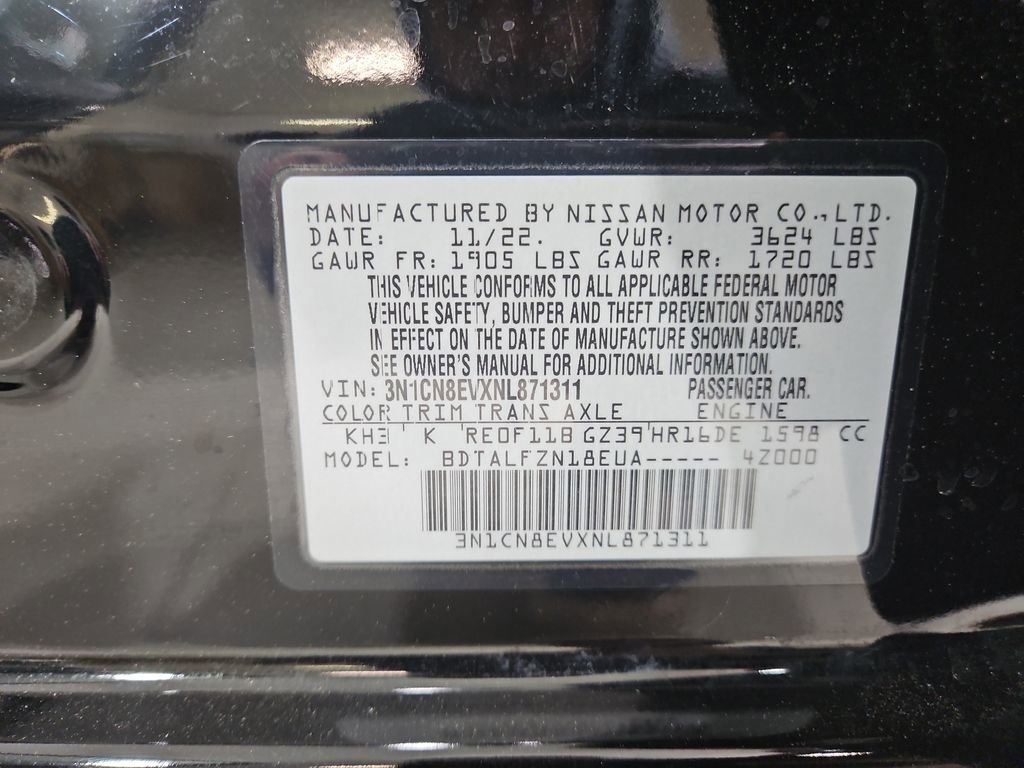 MANUFACTURED BY NISSAN MOTOR CO., LTD.
DATE: 11/22. GVWR: 3624 LBS
GAWR FR: 1905 LBS GAWR RR: 1720 LBS
THIS VEHICLE CONFORMS TO ALL APPLICABLE FEDERAL MOTOR
VEHICLE SAFETY, BUMPER AND THEFT PREVENTION STANDARDS
IN EFFECT ON THE DATE OF MANUFACTURE SHOWN ABOVE.
SEE OWNER'S MANUAL FOR ADDITIONAL INFORMATION.
VIN: 3N1CN8EVXNL871311 PASSENGER CAR.
COLOR TRIM TRANS AXLE ENGINE
KH3 K RE0F11B GZ39 HR16DE 1598 CC
MODEL: BDTALFZN18EUA----- 4Z000
3N1CN8EVXNL871311